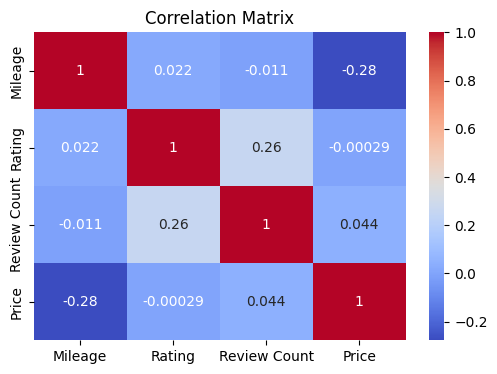 Correlation Matrix
Mileage
1
0.022
-0.011
-0.28
Rating
0.022
1
0.26
-0.00029
Review Count
-0.011
0.26
1
0.044
Price
-0.28
-0.00029
0.044
1
Mileage
Rating
Review Count
Price
1.0
0.8
0.6
0.4
0.2
0.0
−0.2